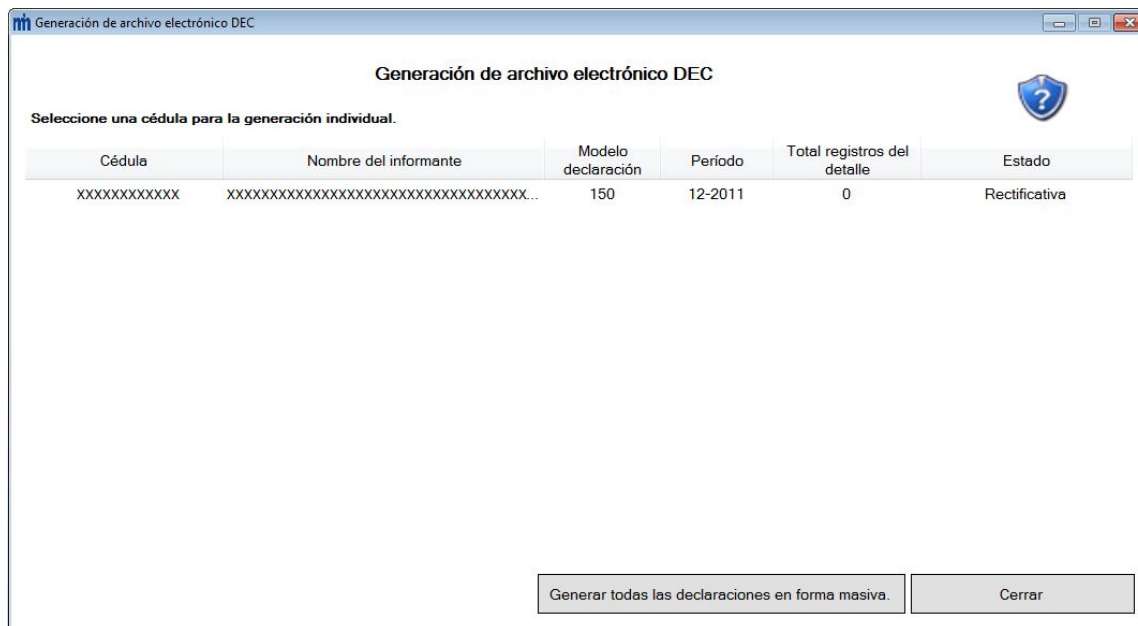 Generación de archivo electrónico DEC
Generación de archivo electrónico DEC
Seleccione una cédula para la generación individual.
Cédula Nombre del informante Modelo declaración Período Total registros del detalle Estado
XXXXXXXXXXXX XXXXXXXXXXXXXXXXXXXXXXXXXXXXXXXXXXX... 150 12-2011 0 Rectificativa
Generar todas las declaraciones en forma masiva. Cerrar